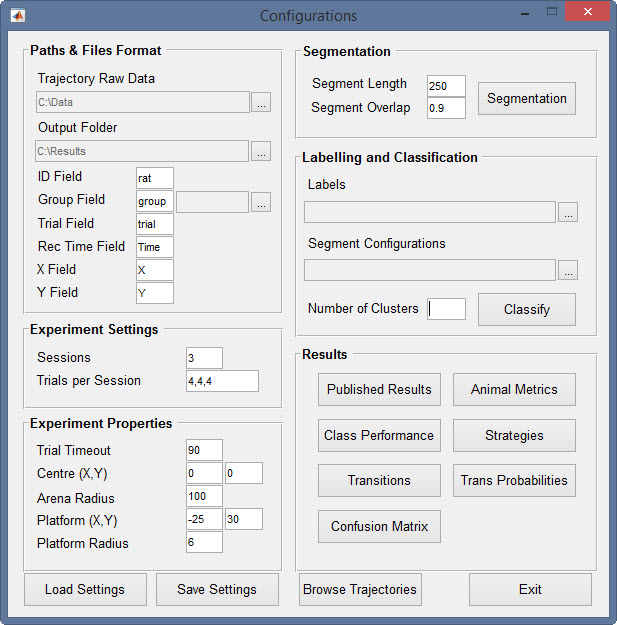 Configurations
Paths & Files Format
Trajectory Raw Data
C:\Data
...
Output Folder
C:\Results
...
ID Field rat
Group Field group ...
Trial Field trial
Rec Time Field Time
X Field X
Y Field Y
Experiment Settings
Sessions 3
Trials per Session 4,4,4
Experiment Properties
Trial Timeout 90
Centre (X,Y) 0 0
Arena Radius 100
Platform (X,Y) -25 30
Platform Radius 6
Load Settings Save Settings
Segmentation
Segment Length 250
Segment Overlap 0.9
Segmentation
Labelling and Classification
Labels
...
Segment Configurations
...
Number of Clusters Classify
Results
Published Results Animal Metrics
Class Performance Strategies
Transitions Trans Probabilities
Confusion Matrix
Browse Trajectories Exit